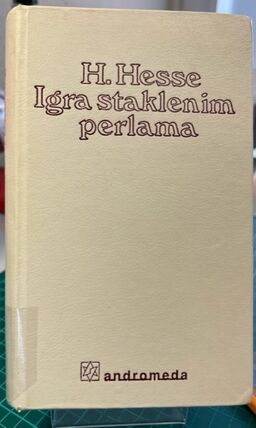 H. Hesse
Igra staklenim
perlama
andromeda